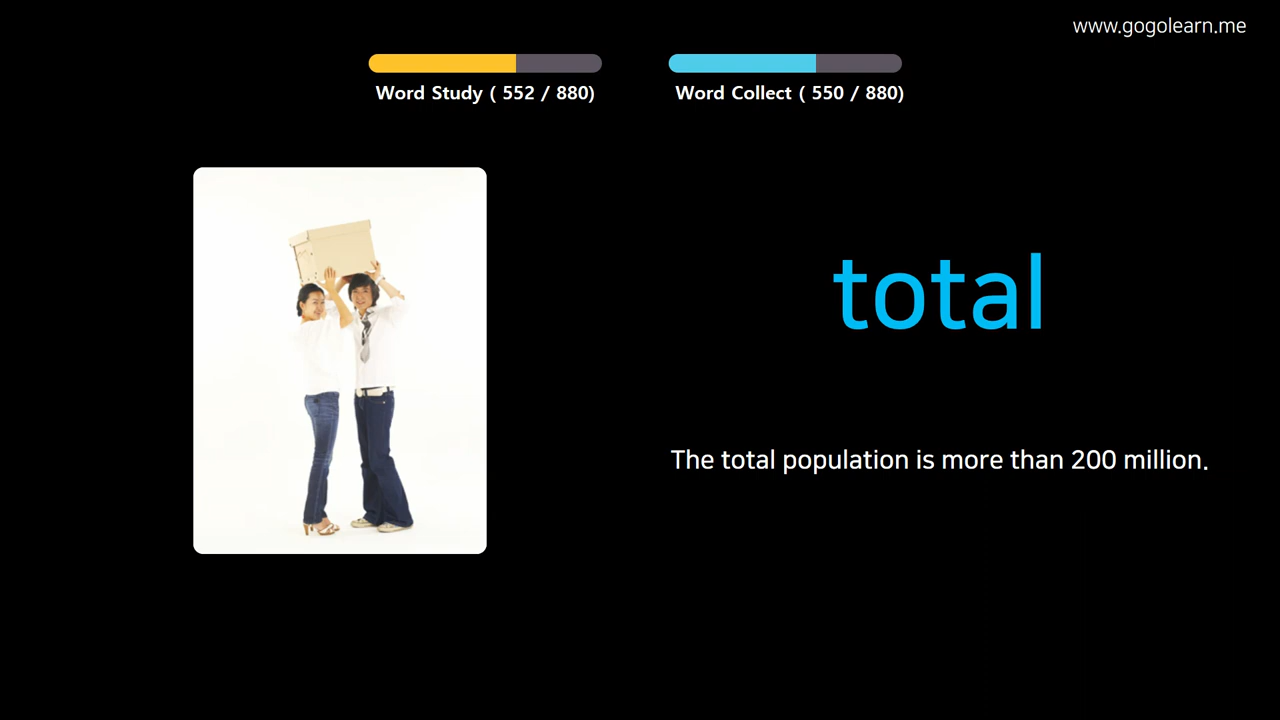 www.gogolearn.me
Word Study ( 552 / 880)
Word Collect ( 550 / 880)
total
The total population is more than 200 million.